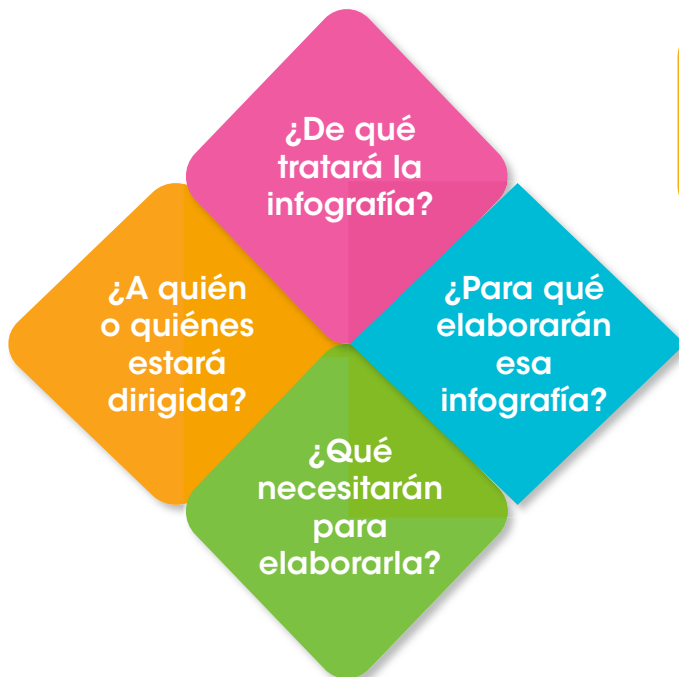 ¿De qué
tratará la
infografía?
¿A quién
o quiénes
estará
dirigida?
¿Para qué
elaborarán
esa
infografía?
¿Qué
necesitarán
para
elaborarla?